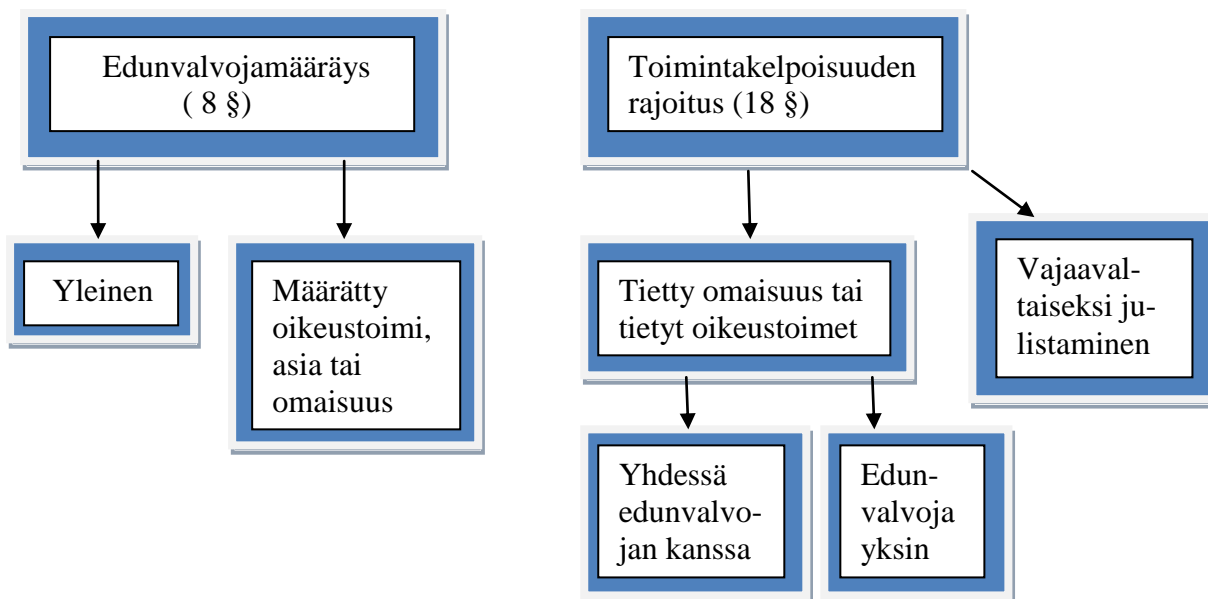 Edunvalvojamääräys
( 8 §)
Toimintakelpoisuuden
rajoitus (18 §)
Yleinen
Määrätty
oikeustoimi,
asia tai
omaisuus
Tietty omaisuus tai
tietyt oikeustoimet
Vajaaval-
taiseksi ju-
listaminen
Yhdessä
edunvalvo-
jan kanssa
Edun-
valvoja
yksin